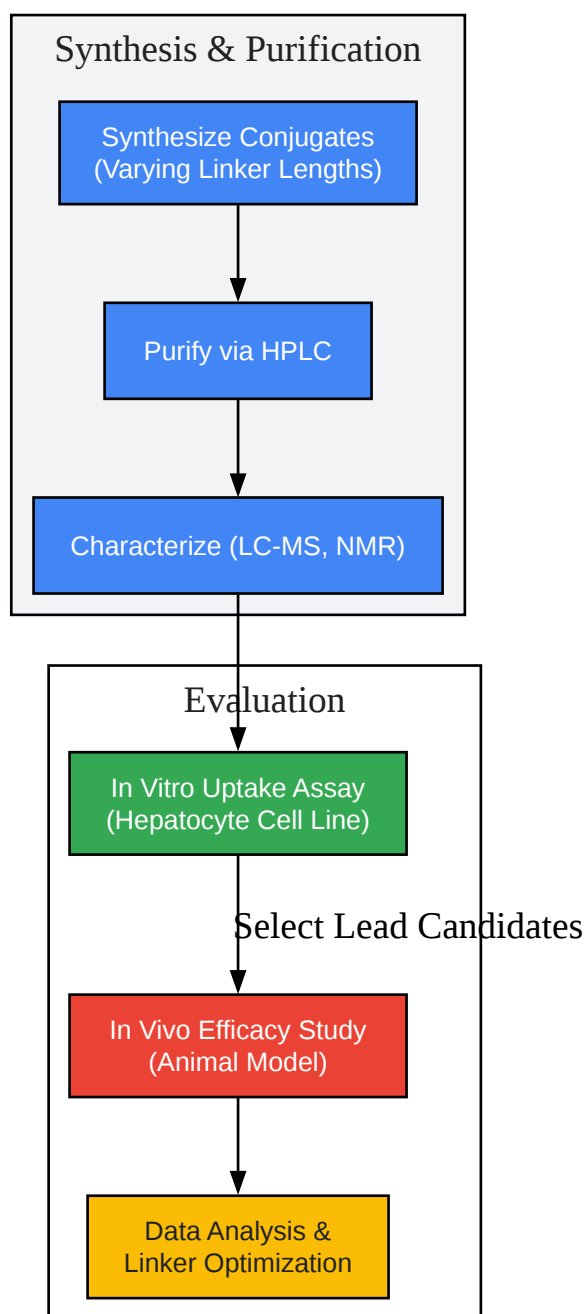 Synthesis & Purification
Synthesize Conjugates
(Varying Linker Lengths)
Purify via HPLC
Characterize (LC-MS, NMR)
Evaluation
In Vitro Uptake Assay
(Hepatocyte Cell Line)
Select Lead Candidates
In Vivo Efficacy Study
(Animal Model)
Data Analysis &
Linker Optimization